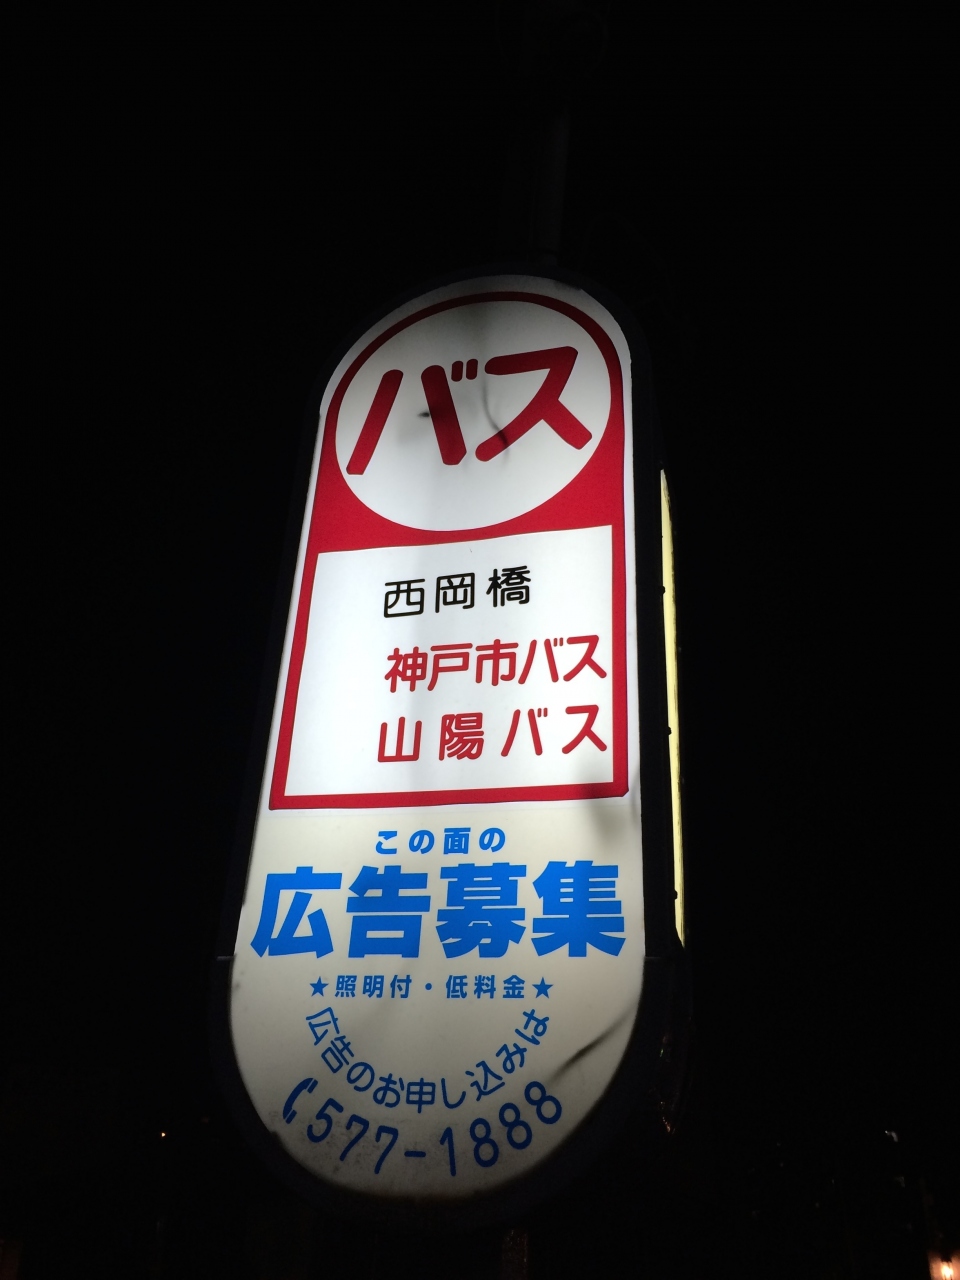 バス
西岡橋
神戸市バス
山陽バス
この面の
広告募集
★照明付・低料金★
広告のお申し込みは
577-1888